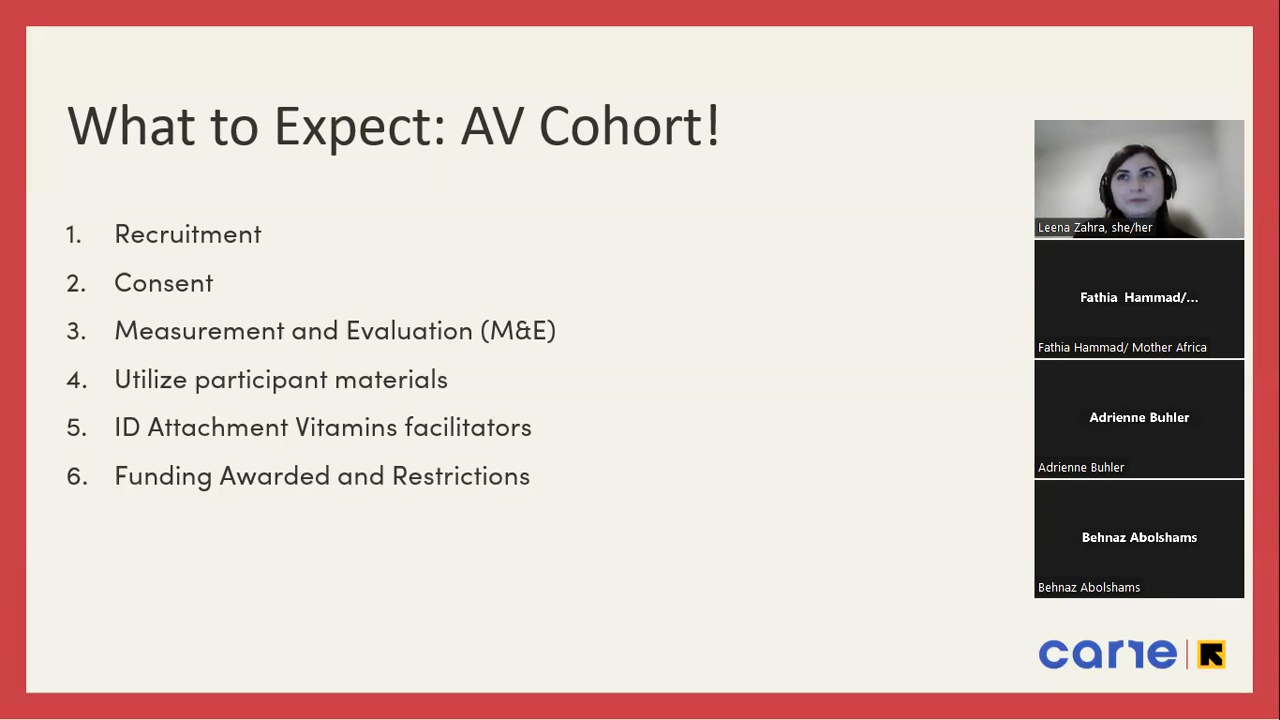 What to Expect: AV Cohort!
1. Recruitment
2. Consent
3. Measurement and Evaluation (M&E)
4. Utilize participant materials
5. ID Attachment Vitamins facilitators
6. Funding Awarded and Restrictions
Leena Zahra, she/her
Fathia Hammad/...
Fathia Hammad/ Mother Africa
Adrienne Buhler
Adrienne Buhler
Behnaz Abolshams
Behnaz Abolshams